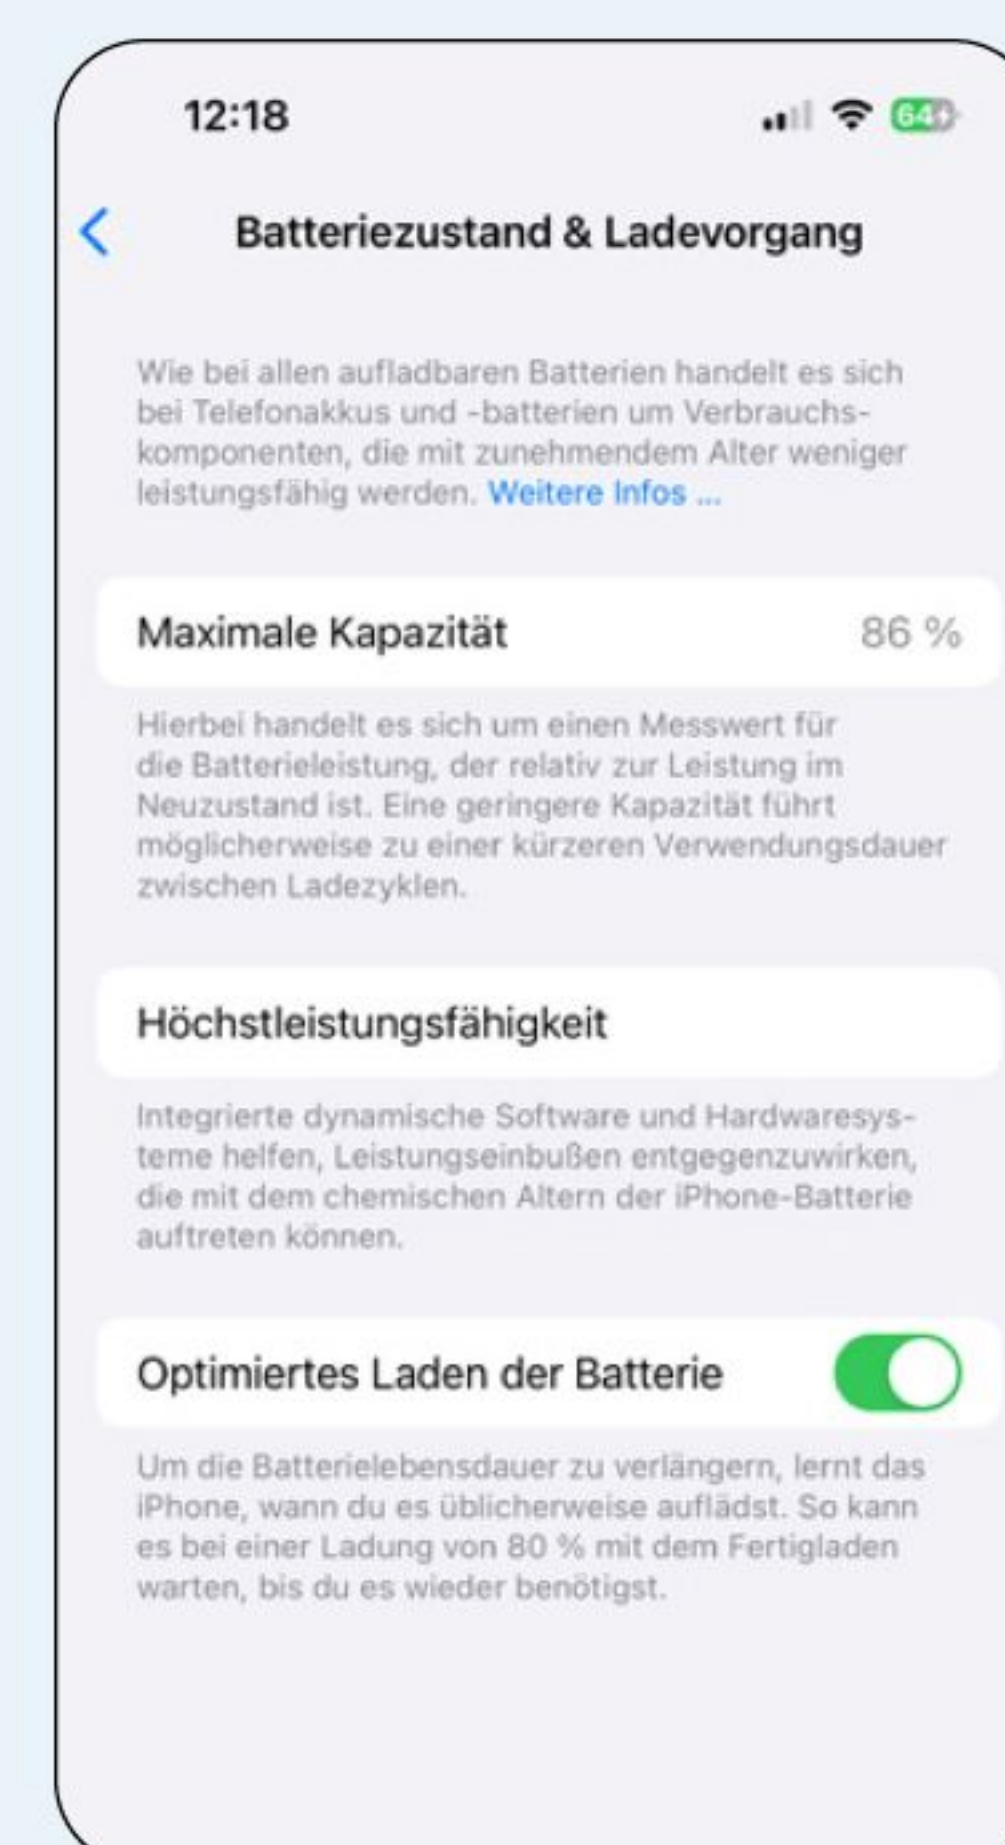 12:18
64
Batteriezustand & Ladevorgang
Wie bei allen aufladbaren Batterien handelt es sich
bei Telefonakkus und -batterien um Verbrauchs-
komponenten, die mit zunehmendem Alter weniger
leistungsfähig werden. Weitere Infos ...
Maximale Kapazität 86 %
Hierbei handelt es sich um einen Messwert für
die Batterieleistung, der relativ zur Leistung im
Neuzustand ist. Eine geringere Kapazität führt
möglicherweise zu einer kürzeren Verwendungsdauer
zwischen Ladezyklen.
Höchstleistungsfähigkeit
Integrierte dynamische Software und Hardwaresys-
teme helfen, Leistungseinbußen entgegenzuwirken,
die mit dem chemischen Altern der iPhone-Batterie
auftreten können.
Optimiertes Laden der Batterie
Um die Batterielebensdauer zu verlängern, lernt das
iPhone, wann du es üblicherweise auflädst. So kann
es bei einer Ladung von 80 % mit dem Fertigladen
warten, bis du es wieder benötigst.